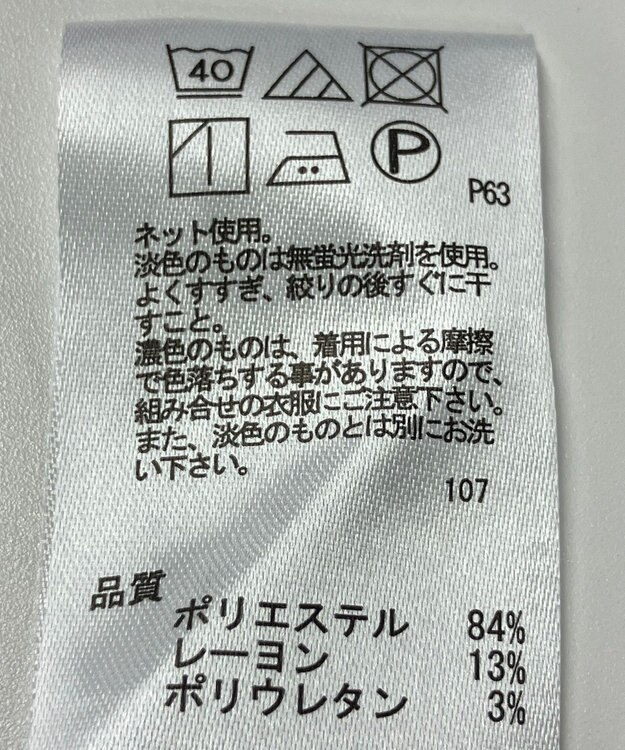 40
P
P63
ネット使用。
淡色のものは無蛍光洗剤を使用。
よくすすぎ、絞りの後すぐに干
すこと。
濃色のものは、着用による摩擦
で色落ちする事がありますので、
組み合せの衣服にご注意下さい。
また、淡色のものとは別にお洗
い下さい。
107
品質
ポリエステル 84%
レーヨン 13%
ポリウレタン 3%